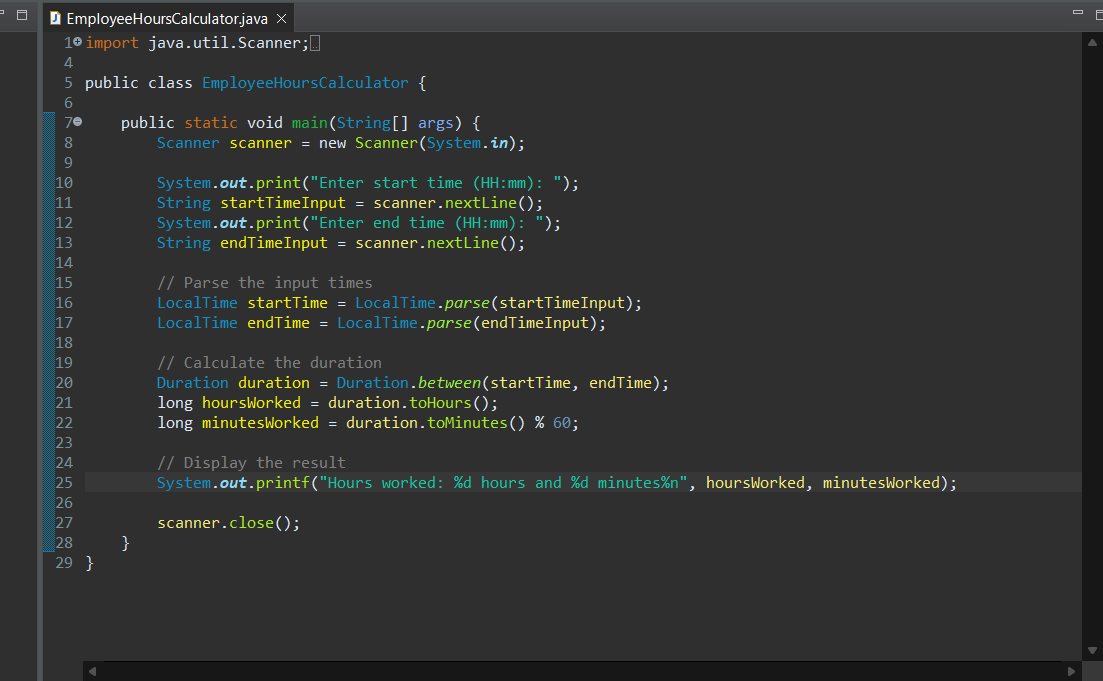 EmployeeHoursCalculator.java
1 import java.util.Scanner;
4
5 public class EmployeeHoursCalculator {
6
7     public static void main(String[] args) {
8         Scanner scanner = new Scanner(System.in);
9
10         System.out.print("Enter start time (HH:mm): ");
11         String startTimeInput = scanner.nextLine();
12         System.out.print("Enter end time (HH:mm): ");
13         String endTimeInput = scanner.nextLine();
14
15         // Parse the input times
16         LocalTime startTime = LocalTime.parse(startTimeInput);
17         LocalTime endTime = LocalTime.parse(endTimeInput);
18
19         // Calculate the duration
20         Duration duration = Duration.between(startTime, endTime);
21         long hoursWorked = duration.toHours();
22         long minutesWorked = duration.toMinutes() % 60;
23
24         // Display the result
25         System.out.printf("Hours worked: %d hours and %d minutes%n", hoursWorked, minutesWorked);
26
27         scanner.close();
28     }
29 }